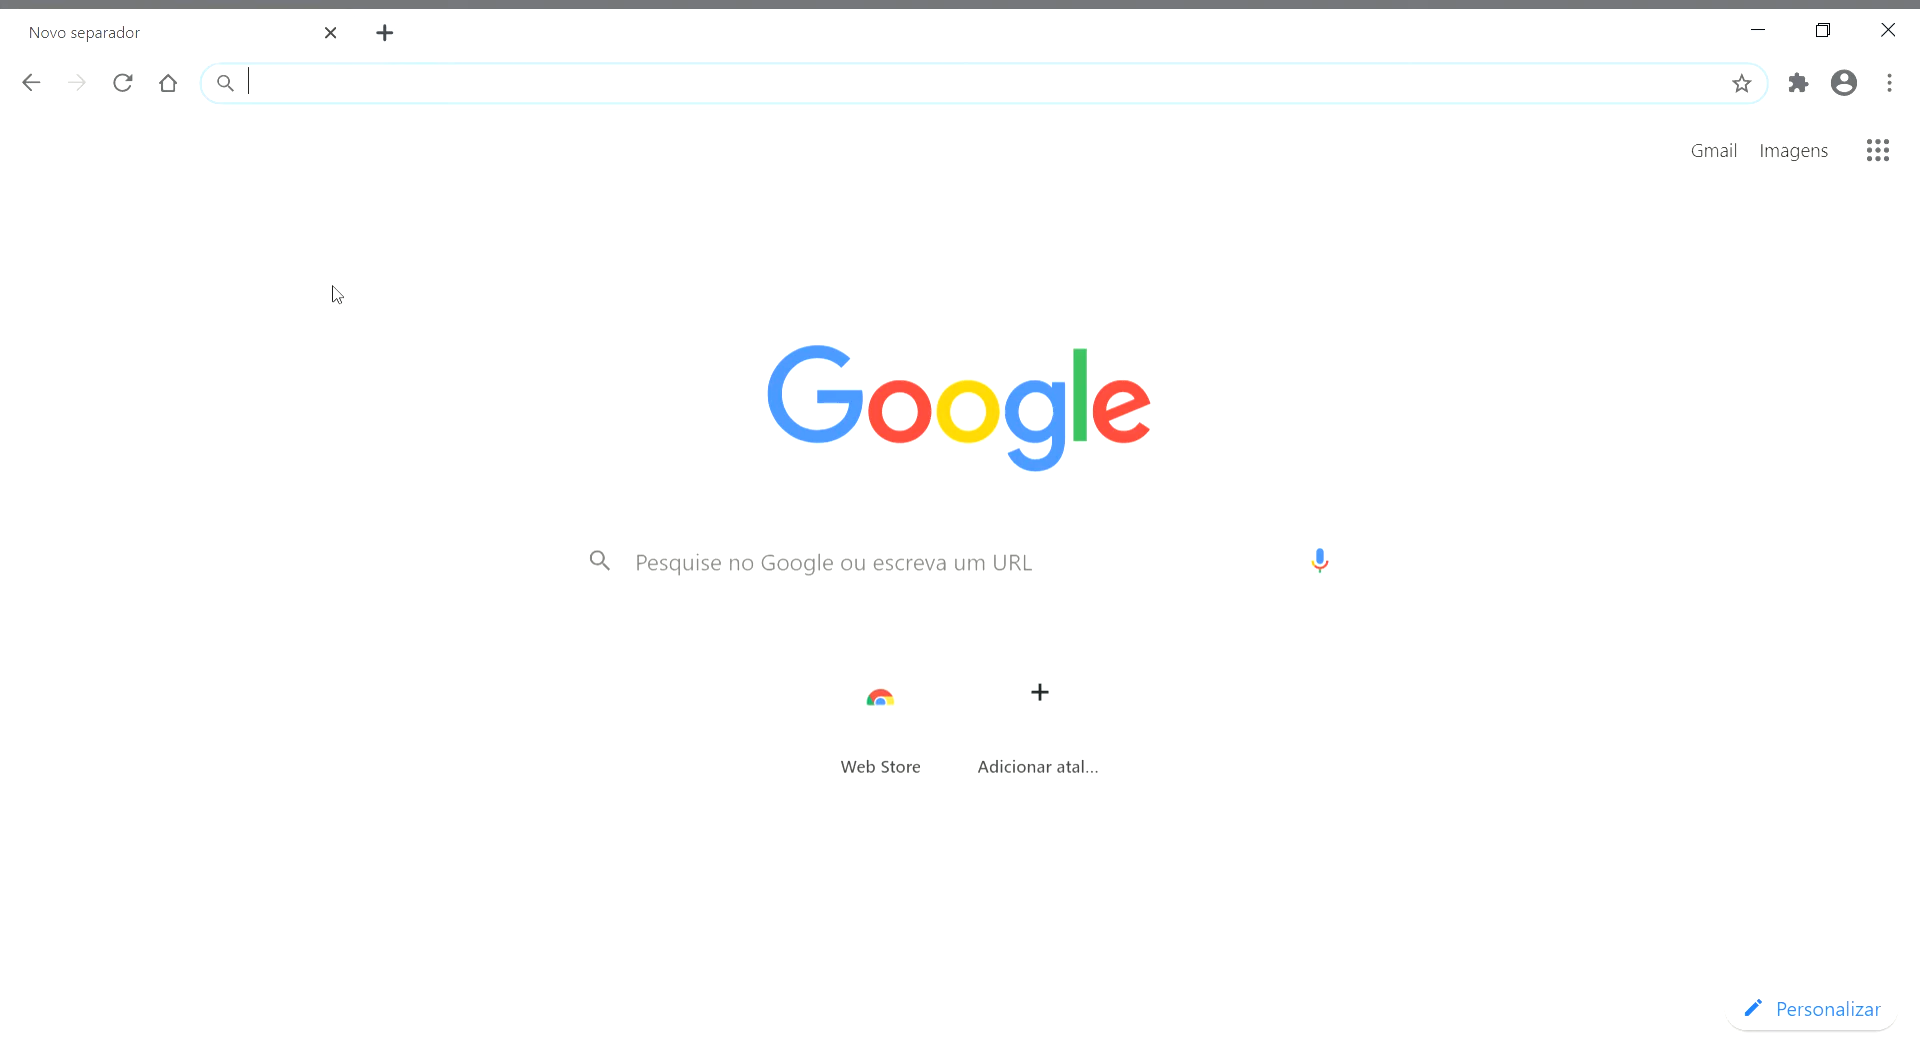 Novo separador
Gmail Imagens
Google
Pesquise no Google ou escreva um URL
Web Store Adicionar atal...
Personalizar